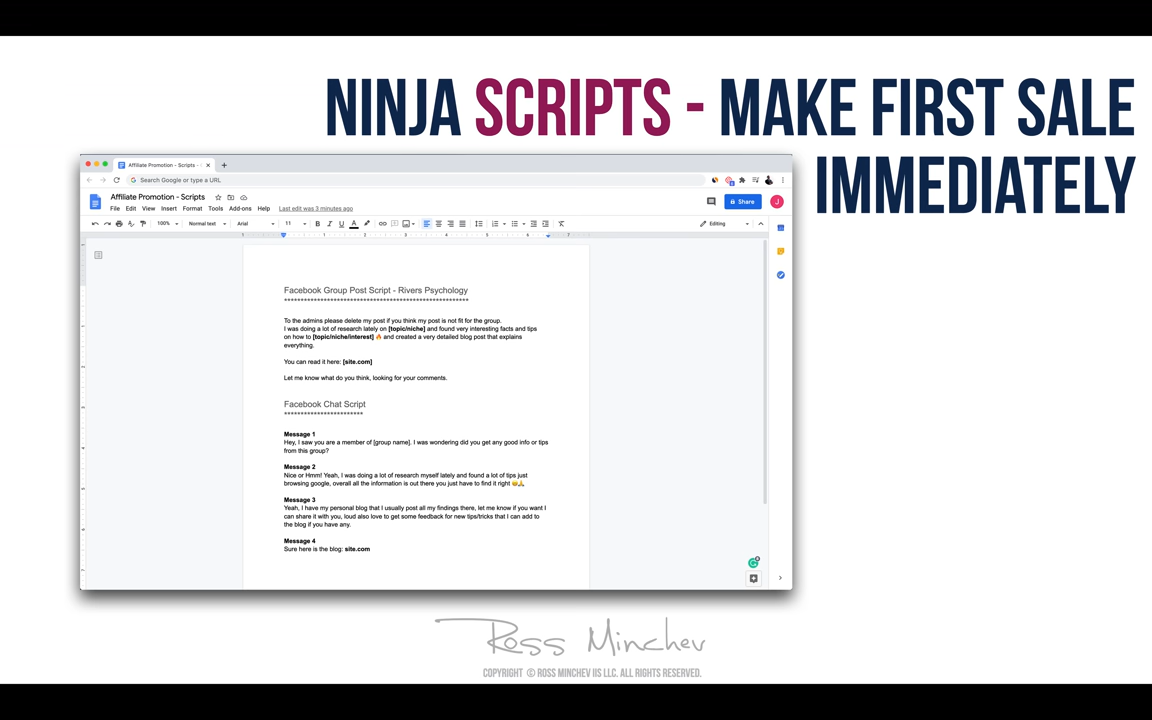 NINJA SCRIPTS - MAKE FIRST SALE
IMMEDIATELY
Affiliate Promotion - Scripts -
Search Google or type a URL
Affiliate Promotion - Scripts
File Edit View Insert Format Tools Add-ons Help Last edit was 3 minutes ago
Share
J
100% Normal text Arial 11 B I U A Editing
Facebook Group Post Script - Rivers Psychology
********************************************************
To the admins please delete my post if you think my post is not fit for the group.
I was doing a lot of research lately on [topic/niche] and found very interesting facts and tips
on how to [topic/niche/interest] 🔥 and created a very detailed blog post that explains
everything.
You can read it here: [site.com]
Let me know what do you think, looking for your comments.
Facebook Chat Script
************************
Message 1
Hey, I saw you are a member of [group name]. I was wondering did you get any good info or tips
from this group?
Message 2
Nice or Hmm! Yeah, I was doing a lot of research myself lately and found a lot of tips just
browsing google, overall all the information is out there you just have to find it right 😀🙏
Message 3
Yeah, I have my personal blog that I usually post all my findings there, let me know if you want I
can share it with you, loud also love to get some feedback for new tips/tricks that I can add to
the blog if you have any.
Message 4
Sure here is the blog: site.com
Ross Minchev
COPYRIGHT © ROSS MINCHEV IIS LLC. ALL RIGHTS RESERVED.